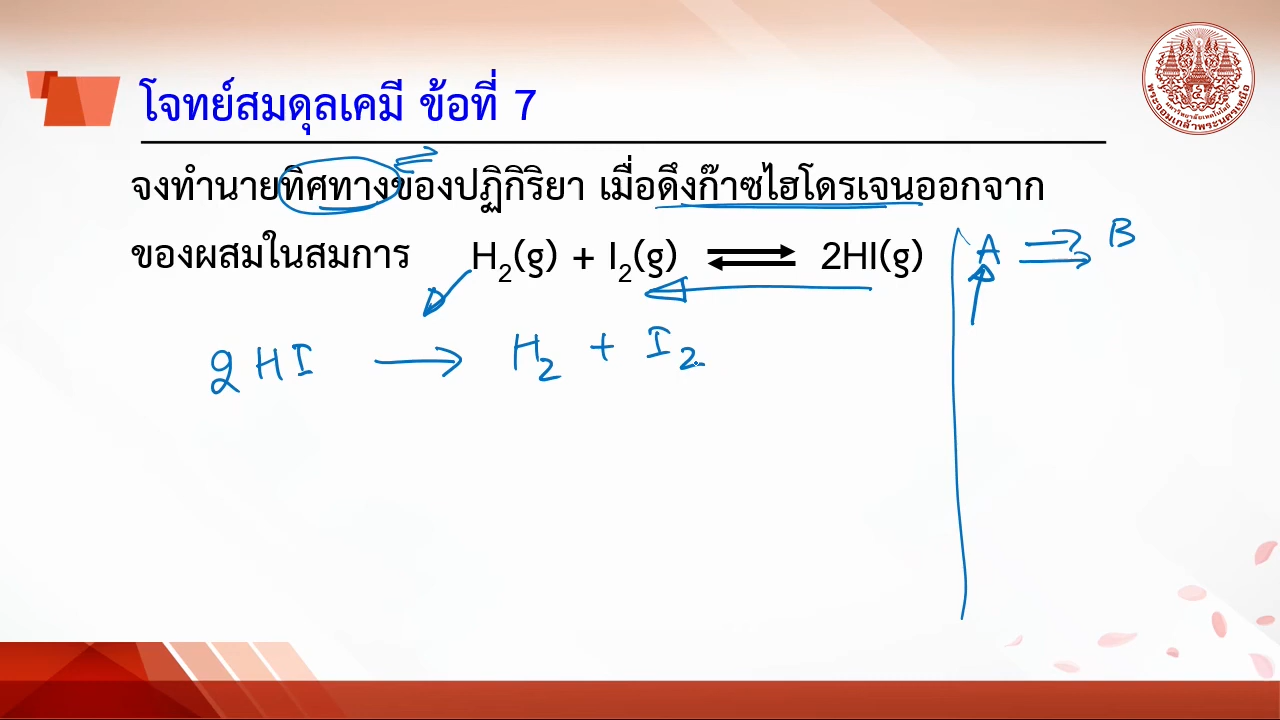 โจทย์สมดุลเคมี ข้อที่ 7
จงทำนายทิศทางของปฏิกิริยา เมื่อดึงก๊าซไฮโดรเจนออกจาก
ของผสมในสมการ H₂(g) + I₂(g) ⇌ 2HI(g)
A ⇒ B
2HI → H₂ + I₂